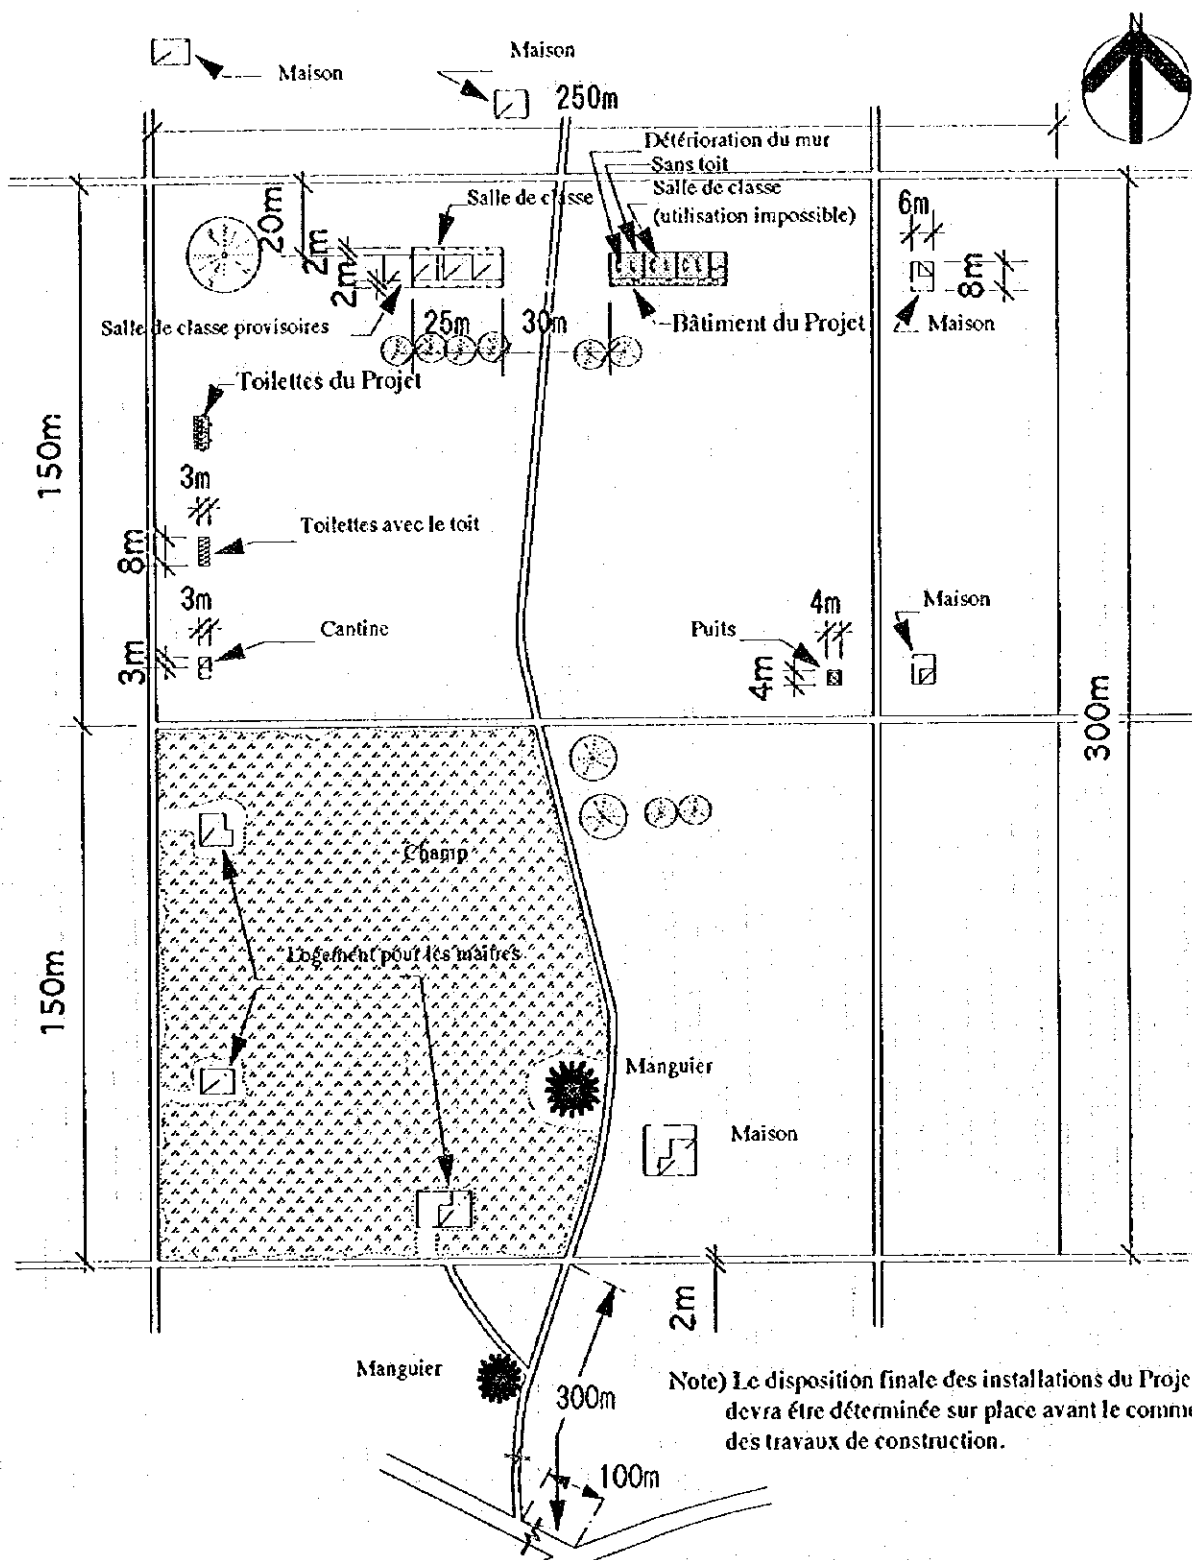 N
Maison
Maison
250m
Détérioration du mur
Sans toit
Salle de classe
(utilisation impossible)
Salle de classe
6m
20m
2m
2m
8m
Salle de classe provisoires
25m
30m
Bâtiment du Projet
Maison
Toilettes du Projet
150m
3m
Toilettes avec le toit
8m
3m
Cantine
3m
4m
Puits
4m
Maison
300m
Champ
Logement pour les maîtres
150m
Manguier
Maison
2m
Manguier
300m
Note) Le disposition finale des installations du Proje
devra être déterminée sur place avant le comme
des travaux de construction.
100m